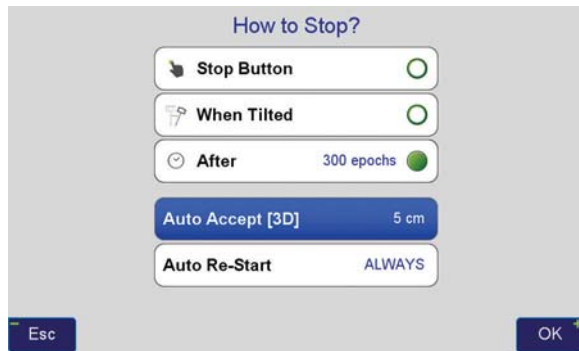 How to Stop?
Stop Button
When Tilted
After 300 epochs
Auto Accept [3D] 5 cm
Auto Re-Start ALWAYS
Esc OK